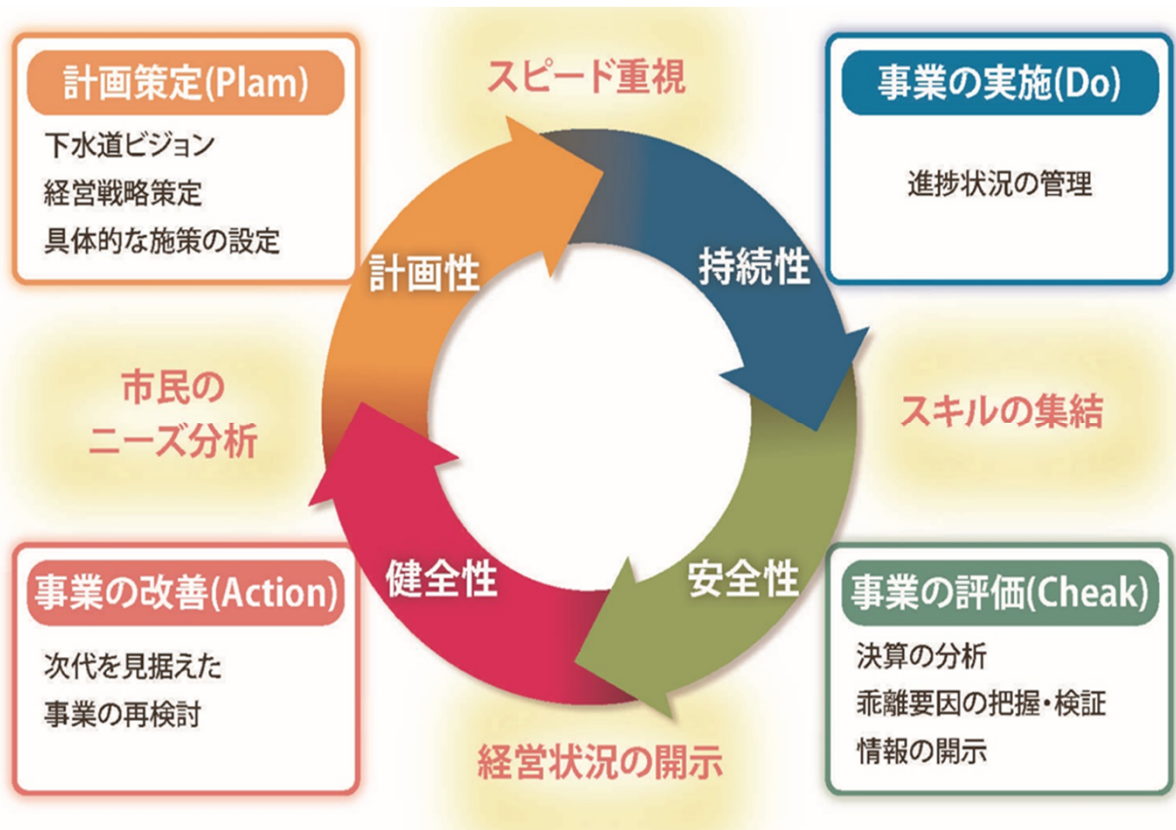 計画策定(Plam)
下水道ビジョン
経営戦略策定
具体的な施策の設定
スピード重視
事業の実施(Do)
進捗状況の管理
計画性
持続性
市民の
ニーズ分析
スキルの集結
健全性
安全性
事業の改善(Action)
次代を見据えた
事業の再検討
経営状況の開示
事業の評価(Cheak)
決算の分析
乖離要因の把握・検証
情報の開示